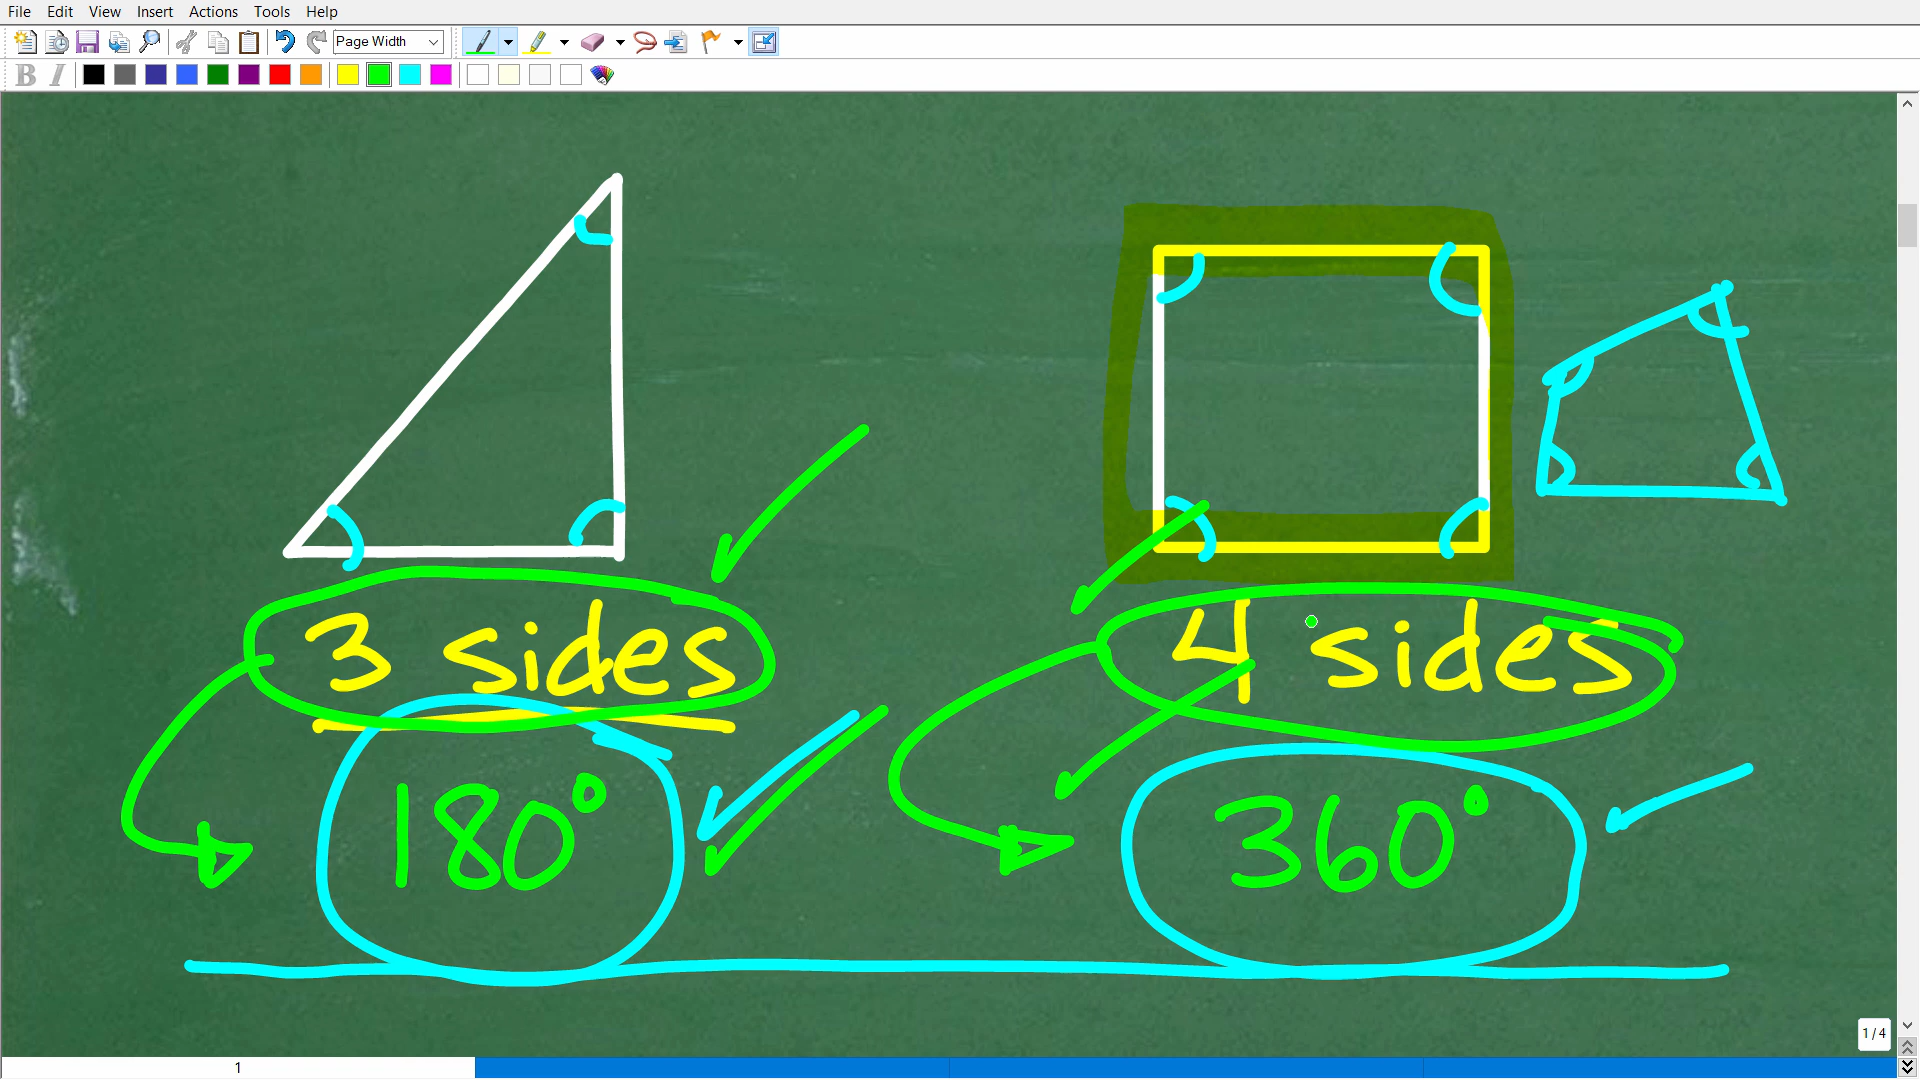 File Edit View Insert Actions Tools Help
Page Width
B I
3 sides
4 sides
180°
360°
1 / 4
1